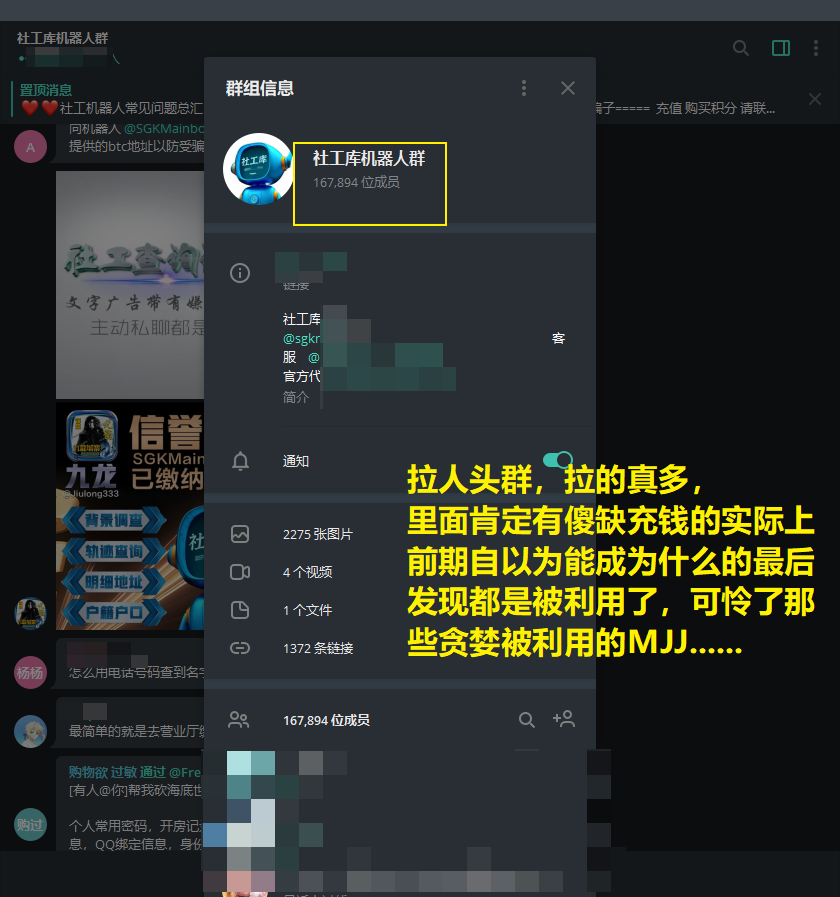 社工库机器人群
置顶消息
❤️❤️社工机器人常见问题总汇
子===== 充值 购买积分 请联...
向机器人 @SGKMainbo
提供的btc地址以防受骗
A
社工查询
文字广告带有嫌
主动私聊都是
信誉
SGKMain
已缴纳
九龙
@Jiulong333
背景调查
轨迹查询
明细地址
户籍户口
杨杨
怎么用电话号码查到名字
最简单的就是去营业厅缴
购物欲 过敏 通过 @Fre
[有人@你]帮我砍海底世
购过
个人常用密码，开房记
息，QQ绑定信息，身份
群组信息
社工库
社工库机器人群
167,894 位成员
链接
社工库
@sgkr
客
服 @
官方代
简介
通知
2275 张图片
4 个视频
1 个文件
1372 条链接
167,894 位成员
拉人头群，拉的真多，
里面肯定有傻缺充钱的实际上
前期自以为能成为什么的最后
发现都是被利用了，可怜了那
些贪婪被利用的MJJ......